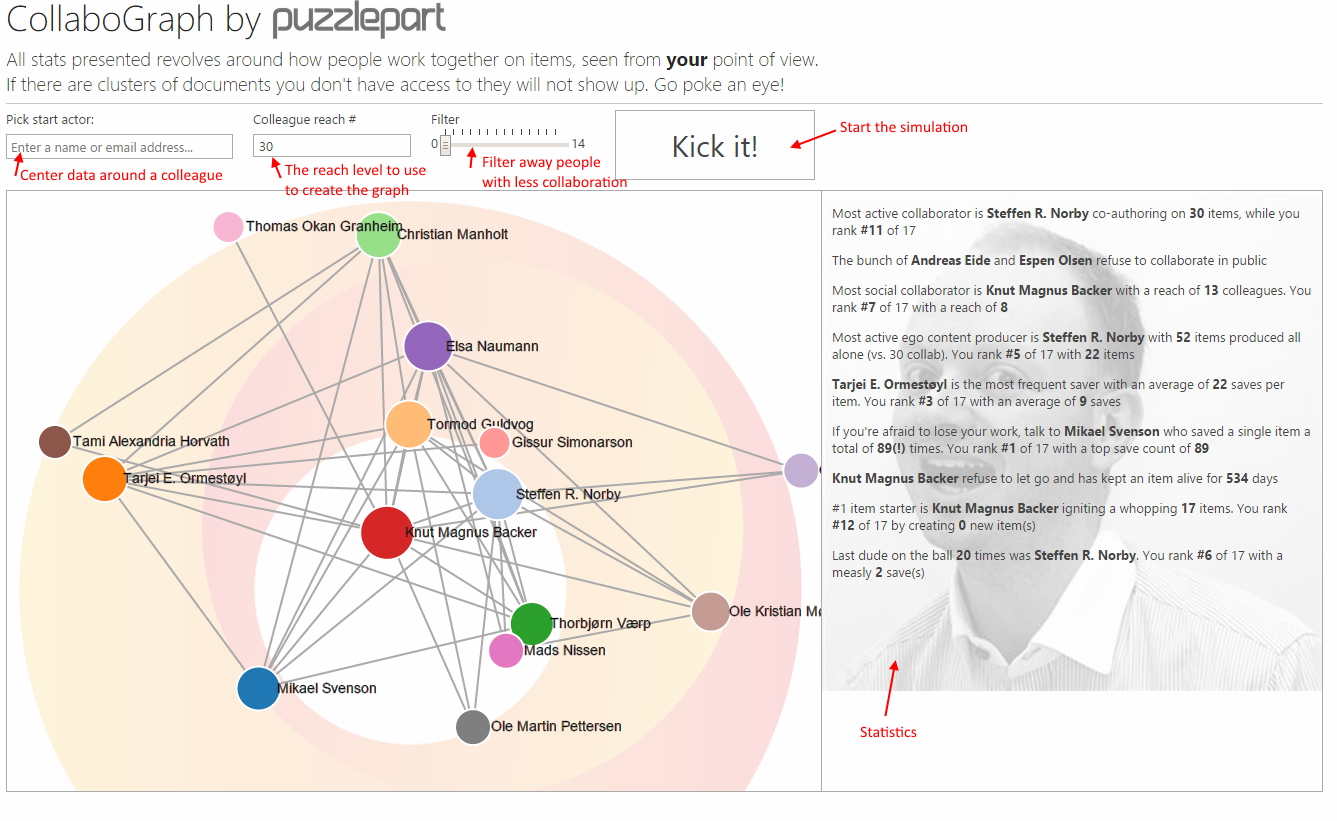 CollaboGraph by puzzlepart
All stats presented revolves around how people work together on items, seen from your point of view.
If there are clusters of documents you don't have access to they will not show up. Go poke an eye!
Pick start actor:
Colleague reach #
Filter
Enter a name or email address...
30
0
14
Kick it!
Start the simulation
Center data around a colleague
The reach level to use
to create the graph
Filter away people
with less collaboration
Thomas Okan Granheim
Christian Manholt
Elsa Naumann
Tormod Guldvog
Gissur Simonarson
Tami Alexandria Horvath
Tarjei E. Ormestøyl
Steffen R. Norby
Knut Magnus Backer
Ole Kristian
Thorbjørn Værp
Mads Nissen
Mikael Svenson
Ole Martin Pettersen
Most active collaborator is Steffen R. Norby co-authoring on 30 items, while you
rank #11 of 17
The bunch of Andreas Eide and Espen Olsen refuse to collaborate in public
Most social collaborator is Knut Magnus Backer with a reach of 13 colleagues. You
rank #7 of 17 with a reach of 8
Most active ego content producer is Steffen R. Norby with 52 items produced all
alone (vs. 30 collab). You rank #5 of 17 with 22 items
Tarjei E. Ormestøyl is the most frequent saver with an average of 22 saves per
item. You rank #3 of 17 with an average of 9 saves
If you're afraid to lose your work, talk to Mikael Svenson who saved a single item a
total of 89(!) times. You rank #1 of 17 with a top save count of 89
Knut Magnus Backer refuse to let go and has kept an item alive for 534 days
#1 item starter is Knut Magnus Backer igniting a whopping 17 items. You rank
#12 of 17 by creating 0 new item(s)
Last dude on the ball 20 times was Steffen R. Norby. You rank #6 of 17 with a
measly 2 save(s)
Statistics